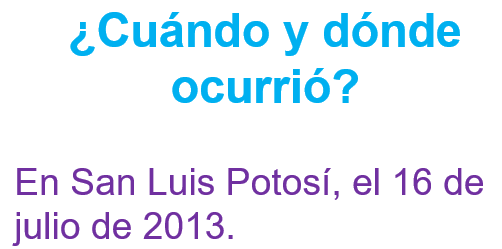 ¿Cuándo y dónde
ocurrió?
En San Luis Potosí, el 16 de
julio de 2013.